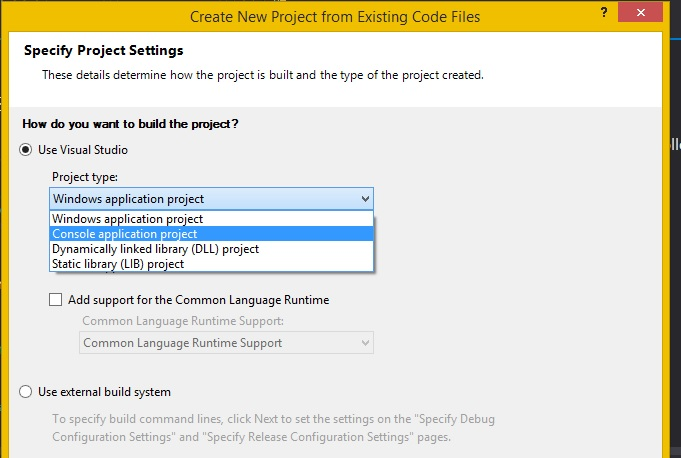 Create New Project from Existing Code Files
?
x
Specify Project Settings
These details determine how the project is built and the type of the project created.
How do you want to build the project?
Use Visual Studio
Project type:
Windows application project
Windows application project
Console application project
Dynamically linked library (DLL) project
Static library (LIB) project
Add support for the Common Language Runtime
Common Language Runtime Support:
Common Language Runtime Support
Use external build system
To specify build command lines, click Next to set the settings on the "Specify Debug
Configuration Settings" and "Specify Release Configuration Settings" pages.